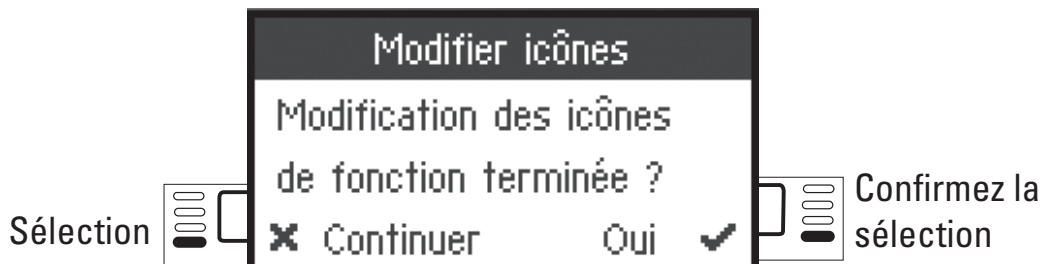 Modifier icônes
Modification des icônes
de fonction terminée ?
Sélection
✖ Continuer Oui ✔
Confirmez la
sélection